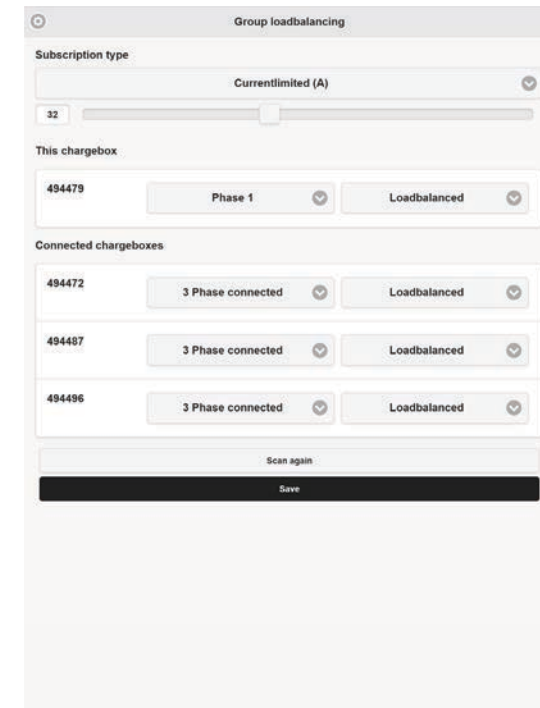 Group loadbalancing
Subscription type
Currentlimited (A)
32
This chargebox
494479 Phase 1 Loadbalanced
Connected chargeboxes
494472 3 Phase connected Loadbalanced
494487 3 Phase connected Loadbalanced
494496 3 Phase connected Loadbalanced
Scan again
Save